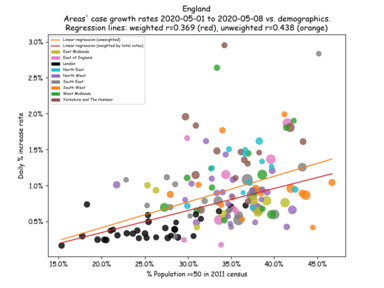 England
Areas' case growth rates 2020-05-01 to 2020-05-08 vs. demographics.
Regression lines: weighted r=0.369 (red), unweighted r=0.438 (orange)
Linear regression (unweighted)
Linear regression (weighted by total votes)
East Midlands
East of England
London
North East
North West
South East
South West
West Midlands
Yorkshire and The Humber
Daily % increase rate
3.0%
2.5%
2.0%
1.5%
1.0%
0.5%
15.0%
20.0%
25.0%
30.0%
35.0%
40.0%
45.0%
% Population >=50 in 2011 census